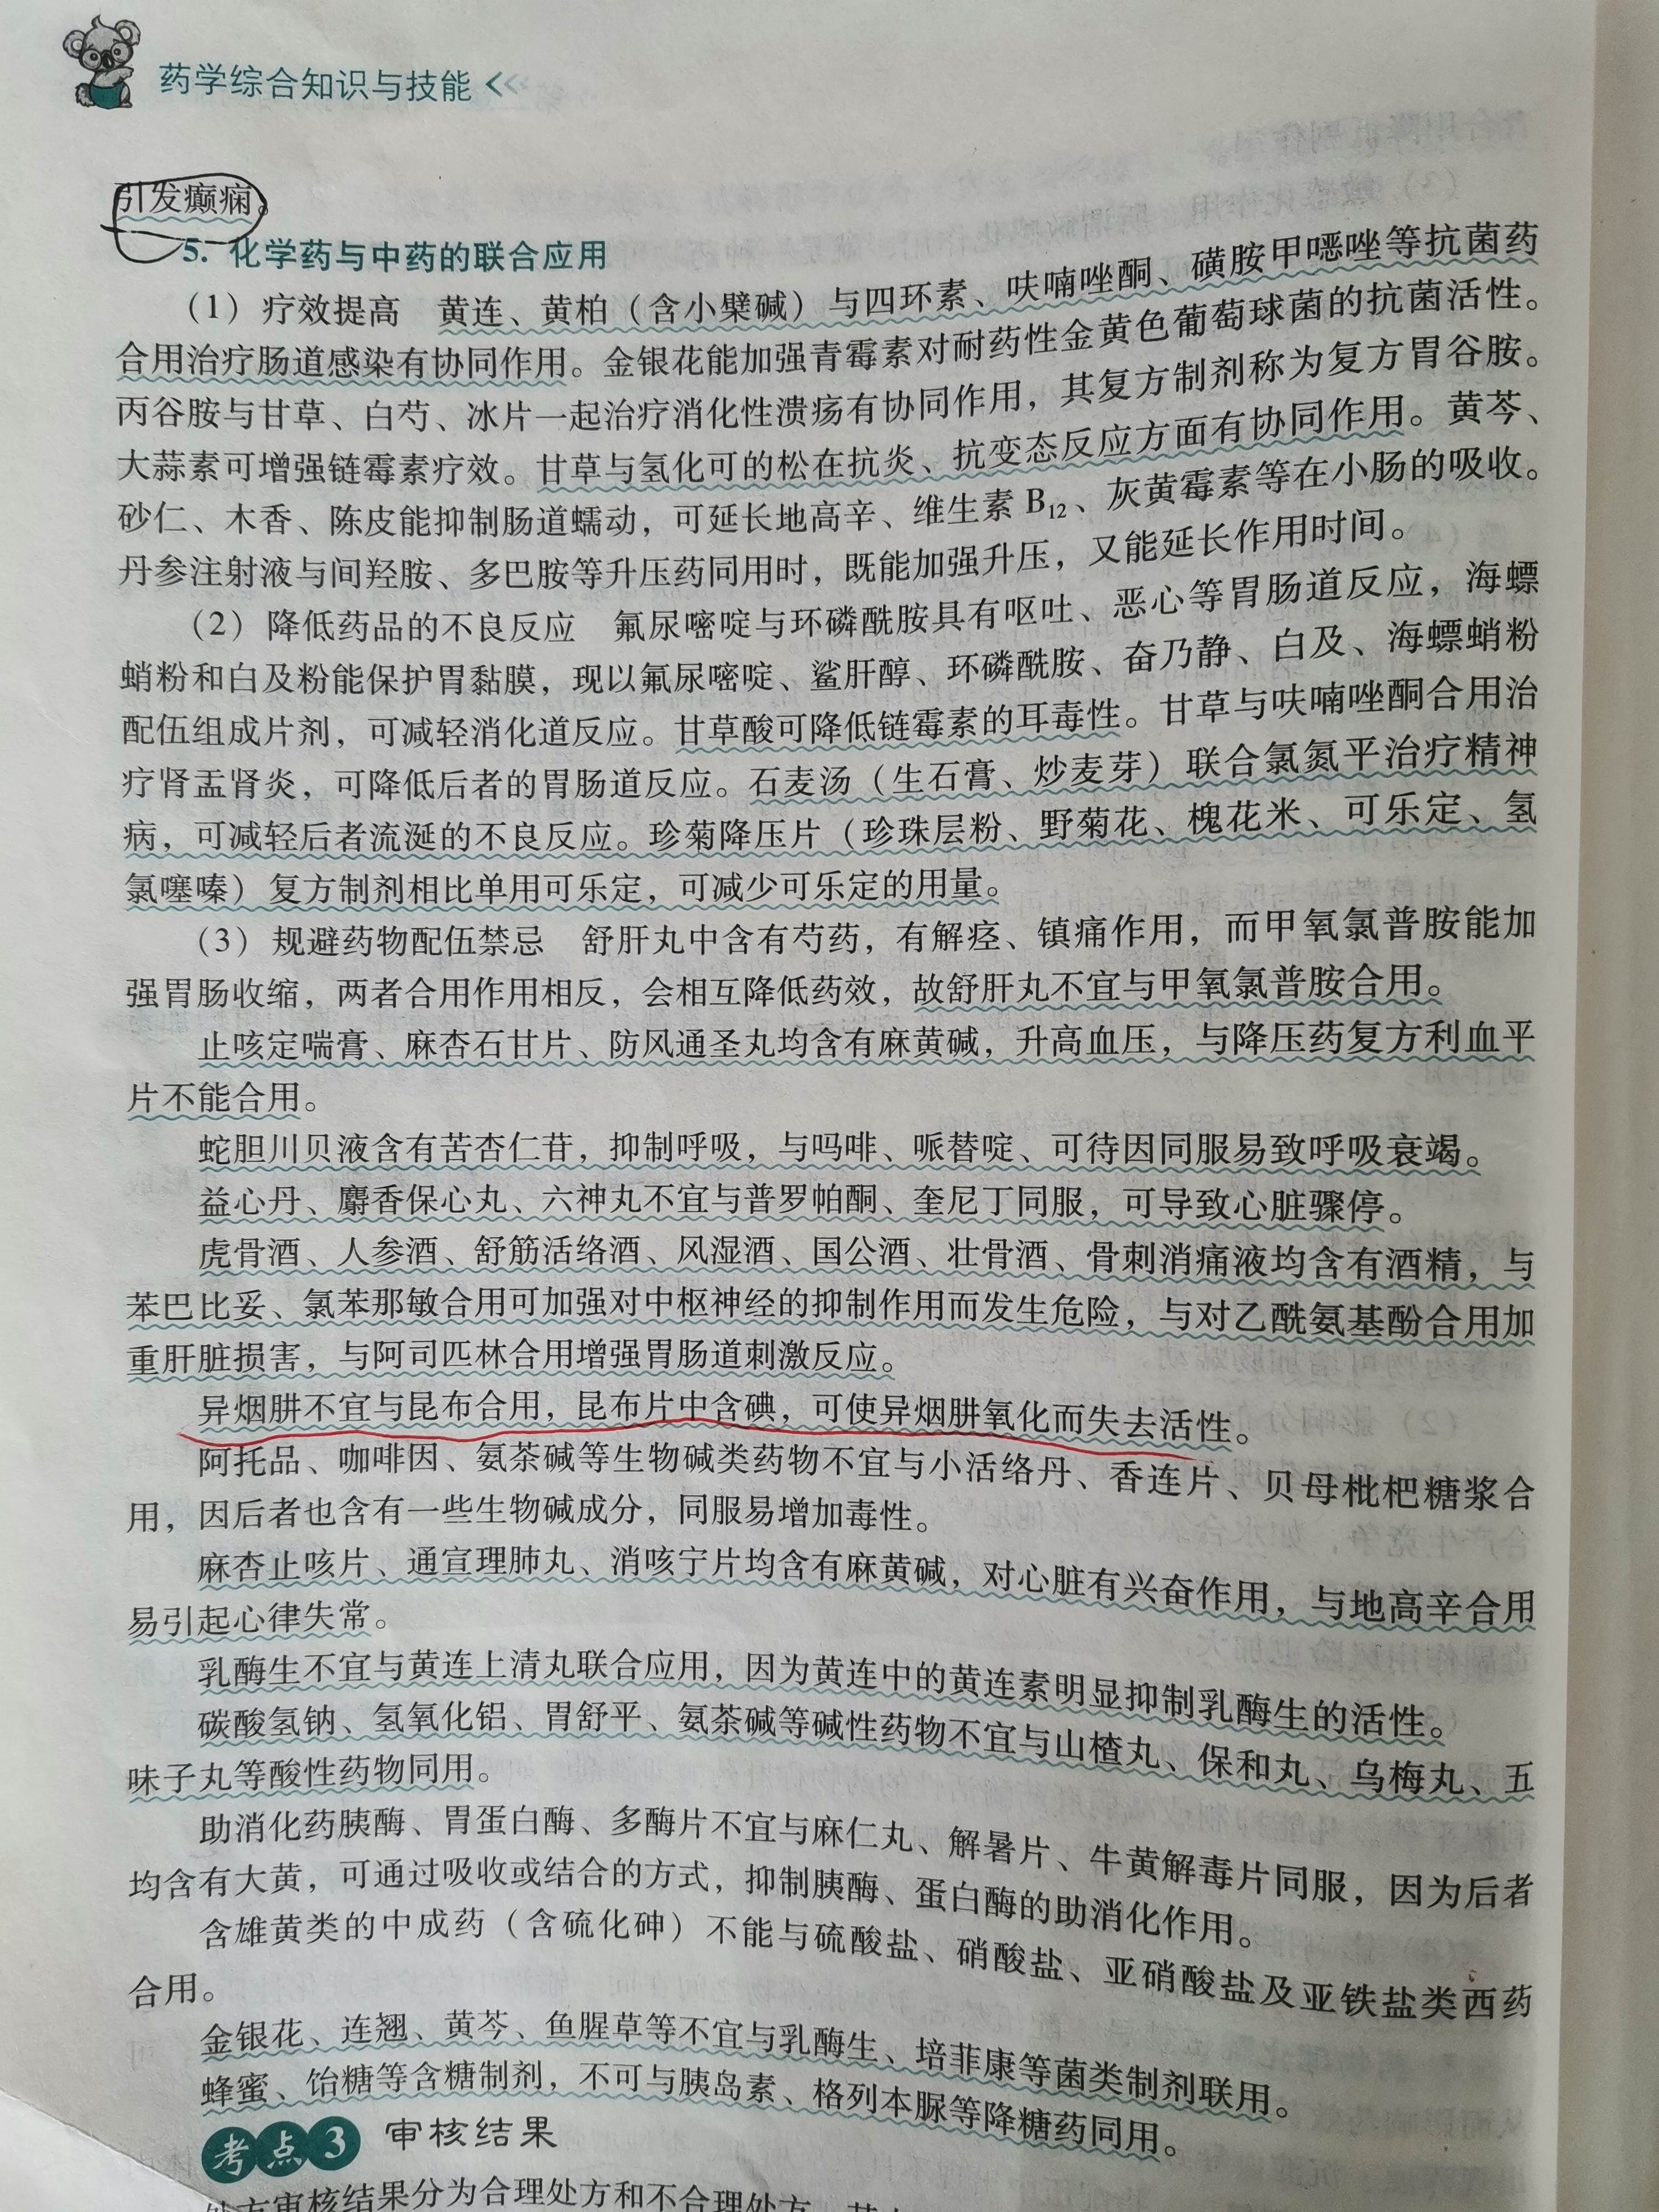 药学综合知识与技能
引发癫痫。
5. 化学药与中药的联合应用
（1）疗效提高　黄连、黄柏（含小檗碱）与四环素、呋喃唑酮、磺胺甲噁唑等抗菌药
合用治疗肠道感染有协同作用。金银花能加强青霉素对耐药性金黄色葡萄球菌的抗菌活性。
丙谷胺与甘草、白芍、冰片一起治疗消化性溃疡有协同作用，其复方制剂称为复方胃谷胺。
大蒜素可增强链霉素疗效。甘草与氢化可的松在抗炎、抗变态反应方面有协同作用。黄芩、
砂仁、木香、陈皮能抑制肠道蠕动，可延长地高辛、维生素 B₁₂、灰黄霉素等在小肠的吸收。
丹参注射液与间羟胺、多巴胺等升压药同用时，既能加强升压，又能延长作用时间。
（2）降低药品的不良反应　氟尿嘧啶与环磷酰胺具有呕吐、恶心等胃肠道反应，海螵
蛸粉和白及粉能保护胃黏膜，现以氟尿嘧啶、鲨肝醇、环磷酰胺、奋乃静、白及、海螵蛸粉
配伍组成片剂，可减轻消化道反应。甘草酸可降低链霉素的耳毒性。甘草与呋喃唑酮合用治
疗肾盂肾炎，可降低后者的胃肠道反应。石麦汤（生石膏、炒麦芽）联合氯氮平治疗精神
病，可减轻后者流涎的不良反应。珍菊降压片（珍珠层粉、野菊花、槐花米、可乐定、氢
氯噻嗪）复方制剂相比单用可乐定，可减少可乐定的用量。
（3）规避药物配伍禁忌　舒肝丸中含有芍药，有解痉、镇痛作用，而甲氧氯普胺能加
强胃肠收缩，两者合用作用相反，会相互降低药效，故舒肝丸不宜与甲氧氯普胺合用。
止咳定喘膏、麻杏石甘片、防风通圣丸均含有麻黄碱，升高血压，与降压药复方利血平
片不能合用。
蛇胆川贝液含有苦杏仁苷，抑制呼吸，与吗啡、哌替啶、可待因同服易致呼吸衰竭。
益心丹、麝香保心丸、六神丸不宜与普罗帕酮、奎尼丁同服，可导致心脏骤停。
虎骨酒、人参酒、舒筋活络酒、风湿酒、国公酒、壮骨酒、骨刺消痛液均含有酒精，与
苯巴比妥、氯苯那敏合用可加强对中枢神经的抑制作用而发生危险，与对乙酰氨基酚合用加
重肝脏损害，与阿司匹林合用增强胃肠道刺激反应。
异烟肼不宜与昆布合用，昆布片中含碘，可使异烟肼氧化而失去活性。
阿托品、咖啡因、氨茶碱等生物碱类药物不宜与小活络丹、香连片、贝母枇杷糖浆合
用，因后者也含有一些生物碱成分，同服易增加毒性。
麻杏止咳片、通宣理肺丸、消咳宁片均含有麻黄碱，对心脏有兴奋作用，与地高辛合用
易引起心律失常。
乳酶生不宜与黄连上清丸联合应用，因为黄连中的黄连素明显抑制乳酶生的活性。
碳酸氢钠、氢氧化铝、胃舒平、氨茶碱等碱性药物不宜与山楂丸、保和丸、乌梅丸、五
味子丸等酸性药物同用。
助消化药胰酶、胃蛋白酶、多酶片不宜与麻仁丸、解暑片、牛黄解毒片同服，因为后者
均含有大黄，可通过吸收或结合的方式，抑制胰酶、蛋白酶的助消化作用。
含雄黄类的中成药（含硫化砷）不能与硫酸盐、硝酸盐、亚硝酸盐及亚铁盐类西药
合用。
金银花、连翘、黄芩、鱼腥草等不宜与乳酶生、培菲康等菌类制剂联用。
蜂蜜、饴糖等含糖制剂，不可与胰岛素、格列本脲等降糖药同用。
考点3 审核结果
处方审核结果分为合理处方和不合理处方